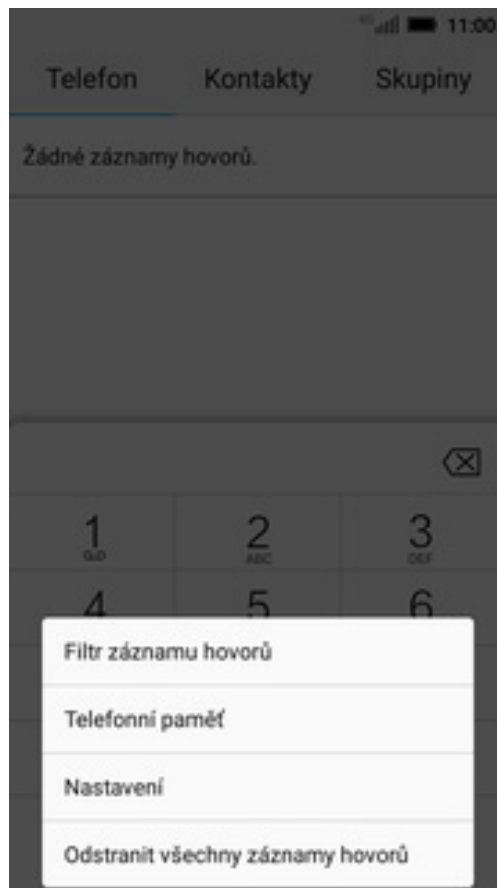 4G 11:00
Telefon Kontakty Skupiny
Žádné záznamy hovorů.
1 2 3
ABC DEF
4 5 6
Filtr záznamu hovorů
Telefonní paměť
Nastavení
Odstranit všechny záznamy hovorů